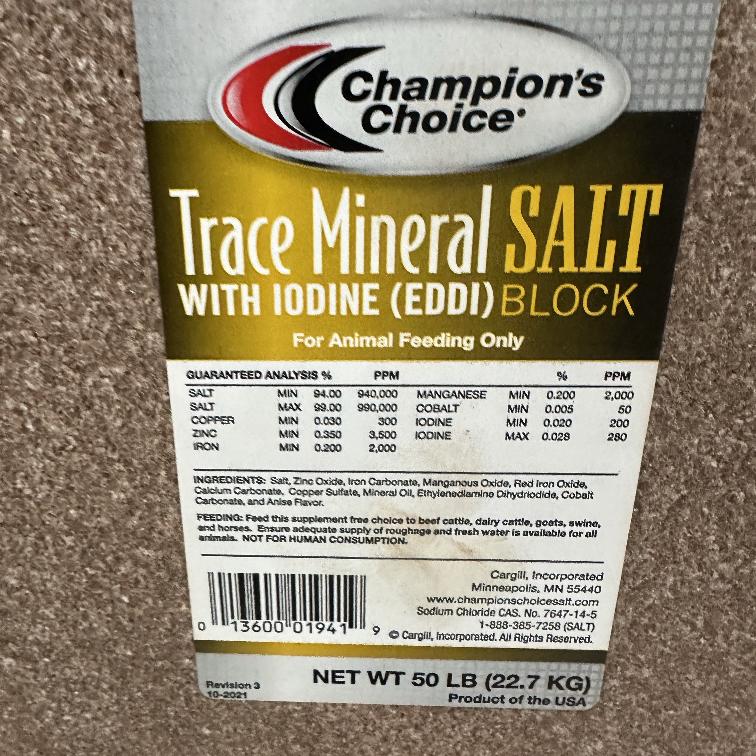 Champion's
Choice®
Trace Mineral SALT
WITH IODINE (EDDI) BLOCK
For Animal Feeding Only
GUARANTEED ANALYSIS % PPM % PPM
SALT MIN 94.00 940,000 MANGANESE MIN 0.200 2,000
SALT MAX 99.00 990,000 COBALT MIN 0.005 50
COPPER MIN 0.030 300 IODINE MIN 0.020 200
ZINC MIN 0.350 3,500 IODINE MAX 0.028 280
IRON MIN 0.200 2,000
INGREDIENTS: Salt, Zinc Oxide, Iron Carbonate, Manganous Oxide, Red Iron Oxide,
Calcium Carbonate, Copper Sulfate, Mineral Oil, Ethylenediamine Dihydriodide, Cobalt
Carbonate, and Anise Flavor.
FEEDING: Feed this supplement free choice to beef cattle, dairy cattle, goats, swine,
and horses. Ensure adequate supply of roughage and fresh water is available for all
animals. NOT FOR HUMAN CONSUMPTION.
Cargill, Incorporated
Minneapolis, MN 55440
www.championschoicesalt.com
Sodium Chloride CAS. No. 7647-14-5
1-888-385-7258 (SALT)
© Cargill, Incorporated. All Rights Reserved.
0 13600 01941 9
NET WT 50 LB (22.7 KG)
Product of the USA
Revision 3
10-2021